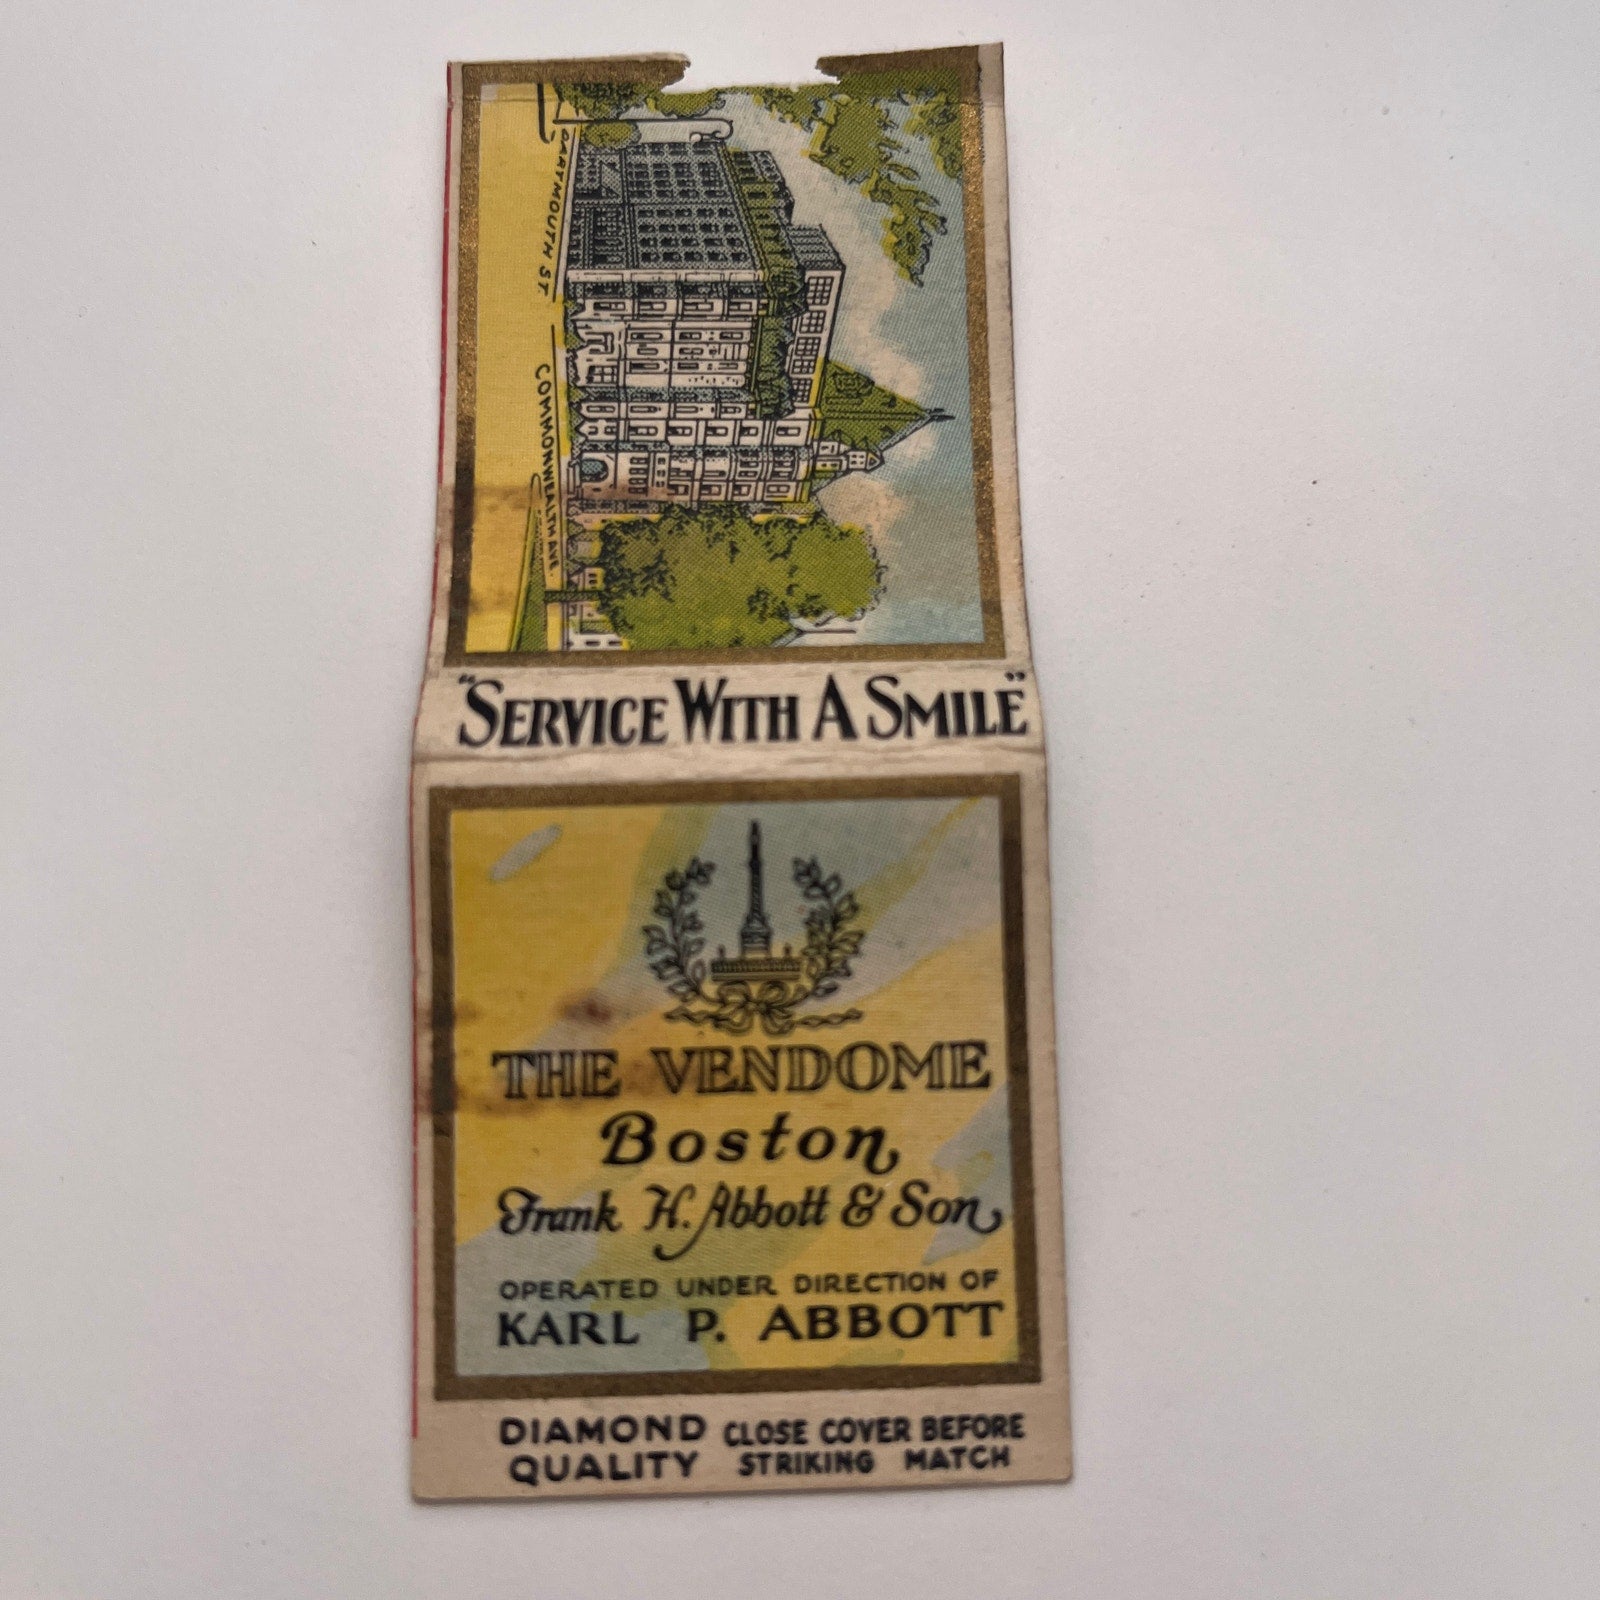 DARTMOUTH ST.
COMMONWEALTH AVE.
"SERVICE WITH A SMILE"
THE VENDOME
Boston
Frank H. Abbott & Son
OPERATED UNDER DIRECTION OF
KARL P. ABBOTT
DIAMOND QUALITY
CLOSE COVER BEFORE
STRIKING MATCH